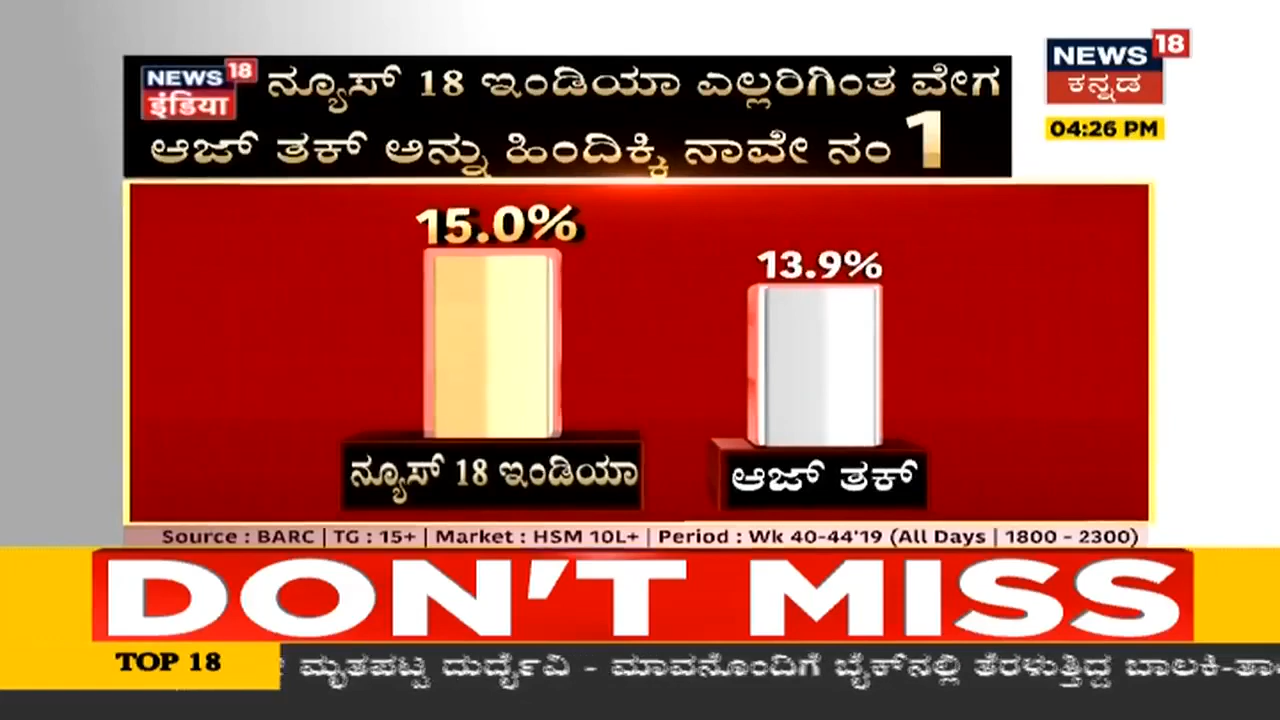 NEWS 18
इंडिया
ನ್ಯೂಸ್ 18 ಇಂಡಿಯಾ ಎಲ್ಲರಿಗಿಂತ ವೇಗ
ಆಜ್ ತಕ್ ಅನ್ನು ಹಿಂದಿಕ್ಕಿ ನಾವೇ ನಂ 1
NEWS 18
ಕನ್ನಡ
04:26 PM
15.0%
13.9%
ನ್ಯೂಸ್ 18 ಇಂಡಿಯಾ
ಆಜ್ ತಕ್
Source : BARC | TG : 15+ | Market : HSM 10L+ | Period : Wk 40-44'19 (All Days | 1800 - 2300)
DON'T MISS
TOP 18
ಮೃತಪಟ್ಟ ದುರ್ದೈವಿ - ಮಾವನೊಂದಿಗೆ ಬೈಕ್‌ನಲ್ಲಿ ತೆರಳುತ್ತಿದ್ದ ಬಾಲಕಿ-